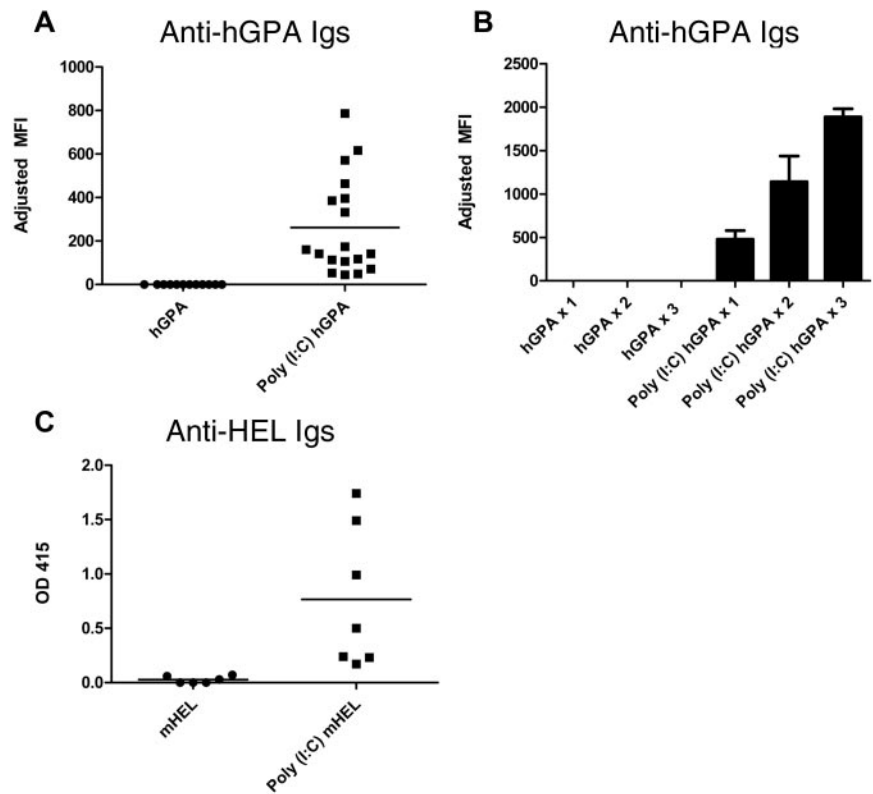 A
Anti-hGPA Igs
Adjusted MFI
1000
800
600
400
200
0
hGPA
Poly (I:C) hGPA
B
Anti-hGPA Igs
Adjusted MFI
2500
2000
1500
1000
500
0
hGPA x 1
hGPA x 2
hGPA x 3
Poly (I:C) hGPA x 1
Poly (I:C) hGPA x 2
Poly (I:C) hGPA x 3
C
Anti-HEL Igs
OD 415
2.0
1.5
1.0
0.5
0.0
mHEL
Poly (I:C) mHEL